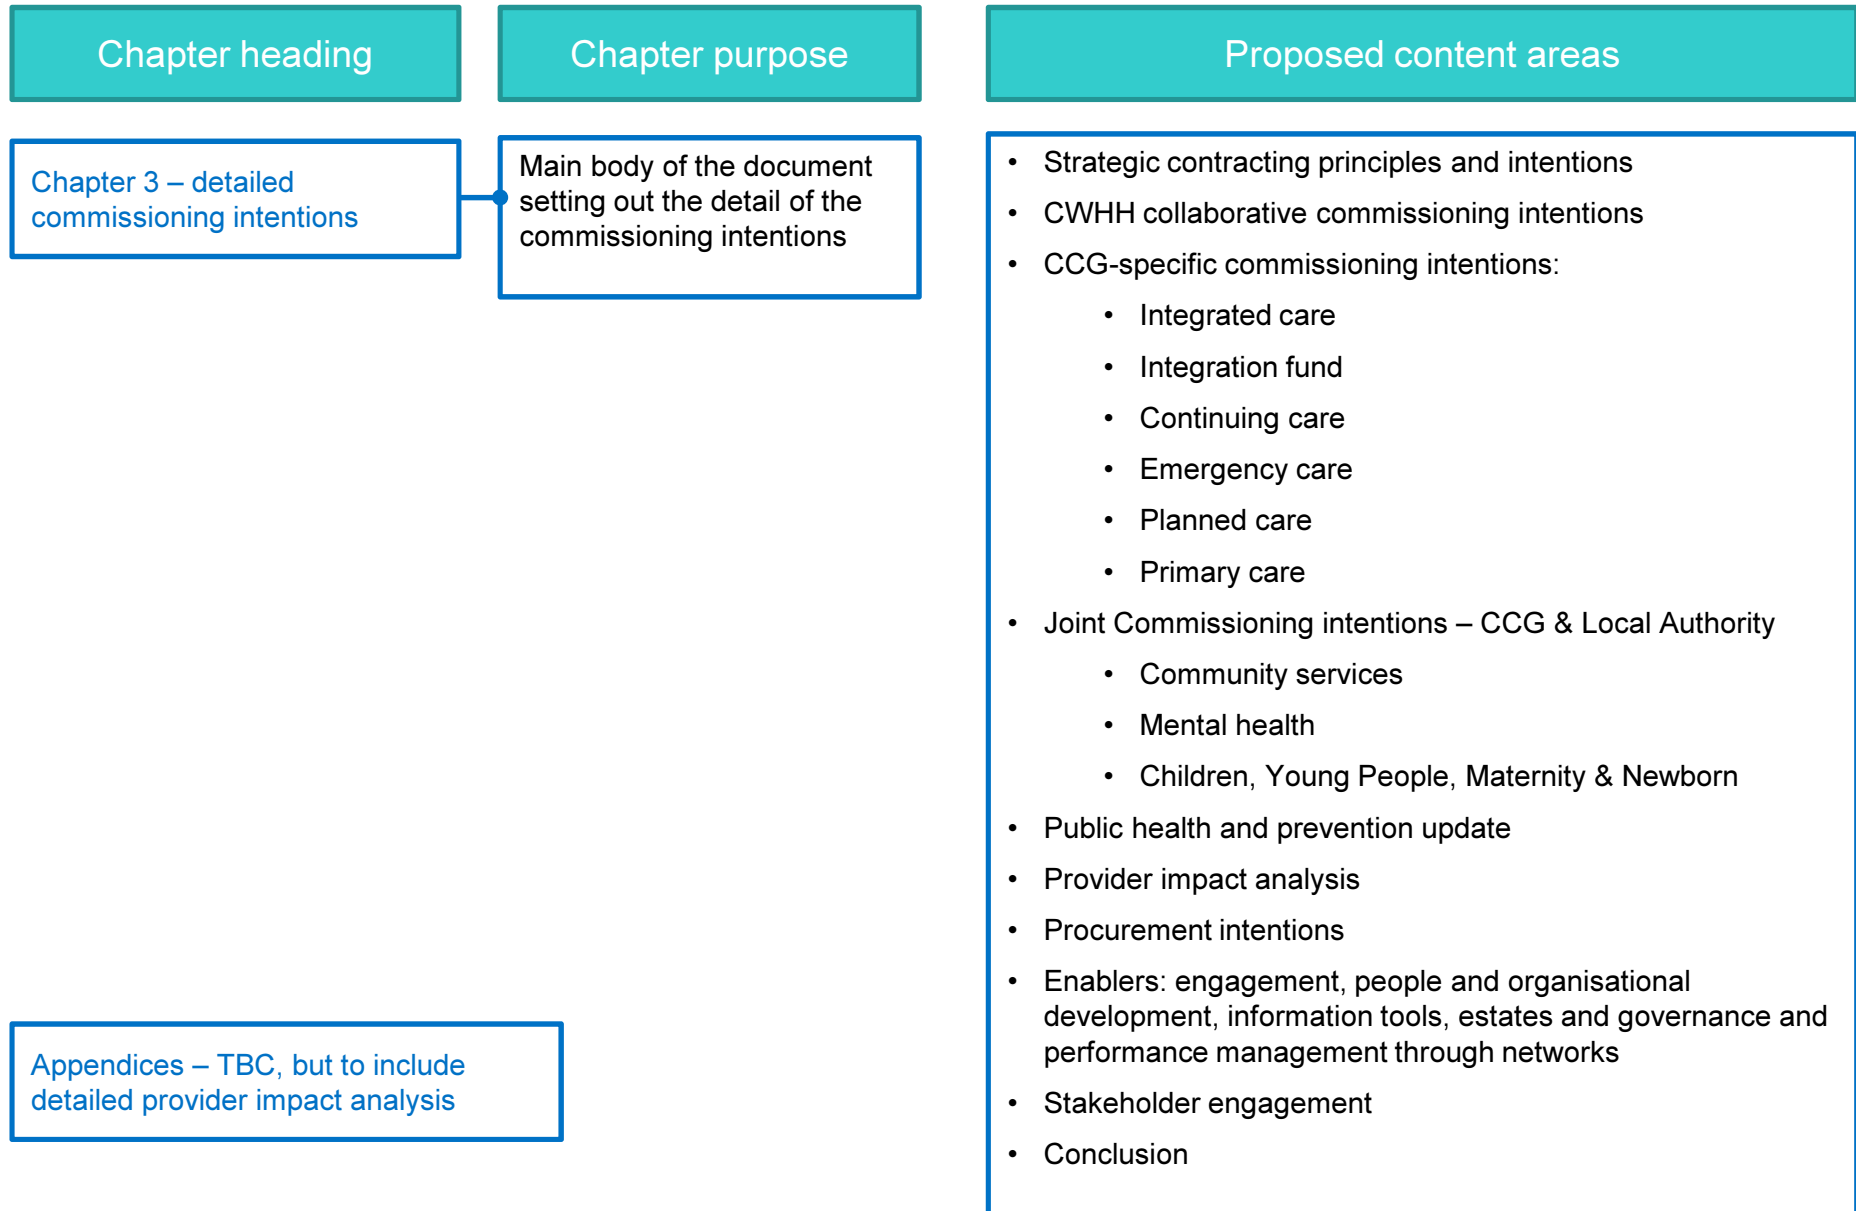 Chapter heading
Chapter purpose
Proposed content areas
Chapter 3 – detailed
commissioning intentions
Main body of the document
setting out the detail of the
commissioning intentions
• Strategic contracting principles and intentions
• CWHH collaborative commissioning intentions
• CCG-specific commissioning intentions:
• Integrated care
• Integration fund
• Continuing care
• Emergency care
• Planned care
• Primary care
• Joint Commissioning intentions – CCG & Local Authority
• Community services
• Mental health
• Children, Young People, Maternity & Newborn
• Public health and prevention update
• Provider impact analysis
• Procurement intentions
• Enablers: engagement, people and organisational
development, information tools, estates and governance and
performance management through networks
• Stakeholder engagement
• Conclusion
Appendices – TBC, but to include
detailed provider impact analysis